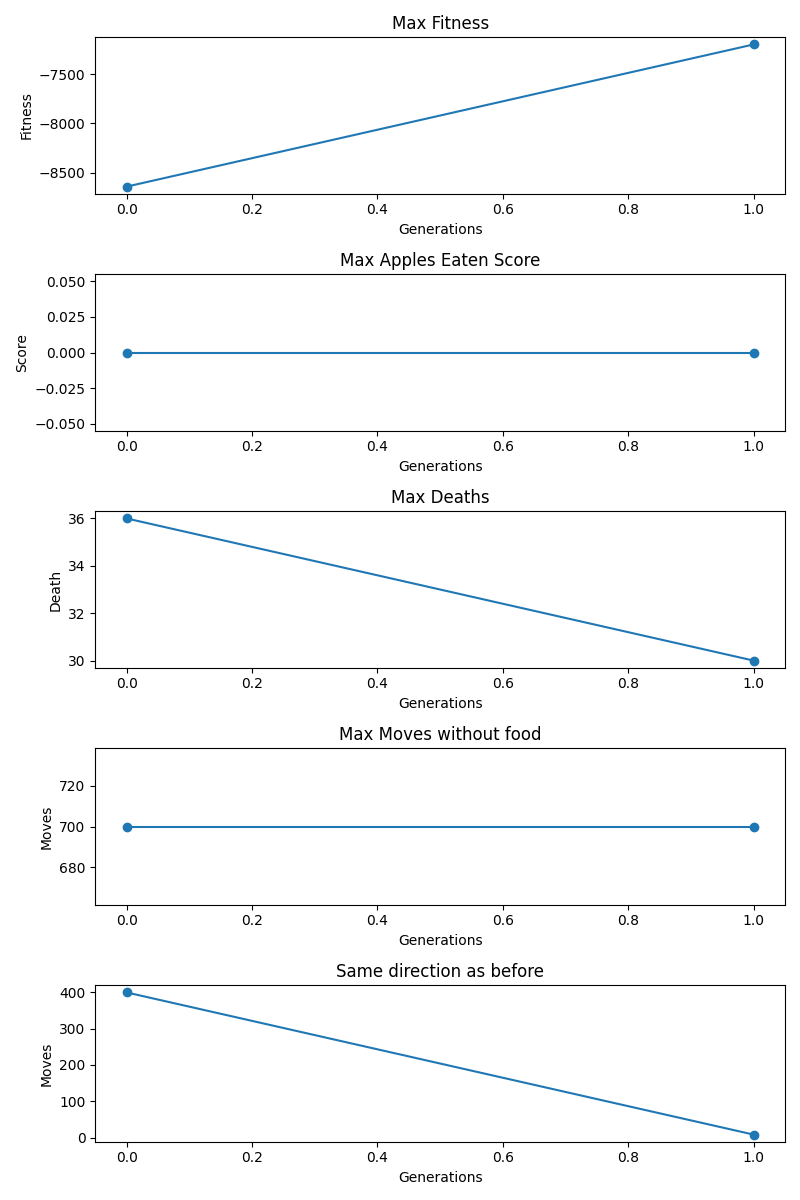 Max Fitness
Fitness
−7500
−8000
−8500
0.0 0.2 0.4 0.6 0.8 1.0
Generations
Max Apples Eaten Score
Score
0.050
0.025
0.000
−0.025
−0.050
0.0 0.2 0.4 0.6 0.8 1.0
Generations
Max Deaths
Death
36
34
32
30
0.0 0.2 0.4 0.6 0.8 1.0
Generations
Max Moves without food
Moves
720
700
680
0.0 0.2 0.4 0.6 0.8 1.0
Generations
Same direction as before
Moves
400
300
200
100
0
0.0 0.2 0.4 0.6 0.8 1.0
Generations